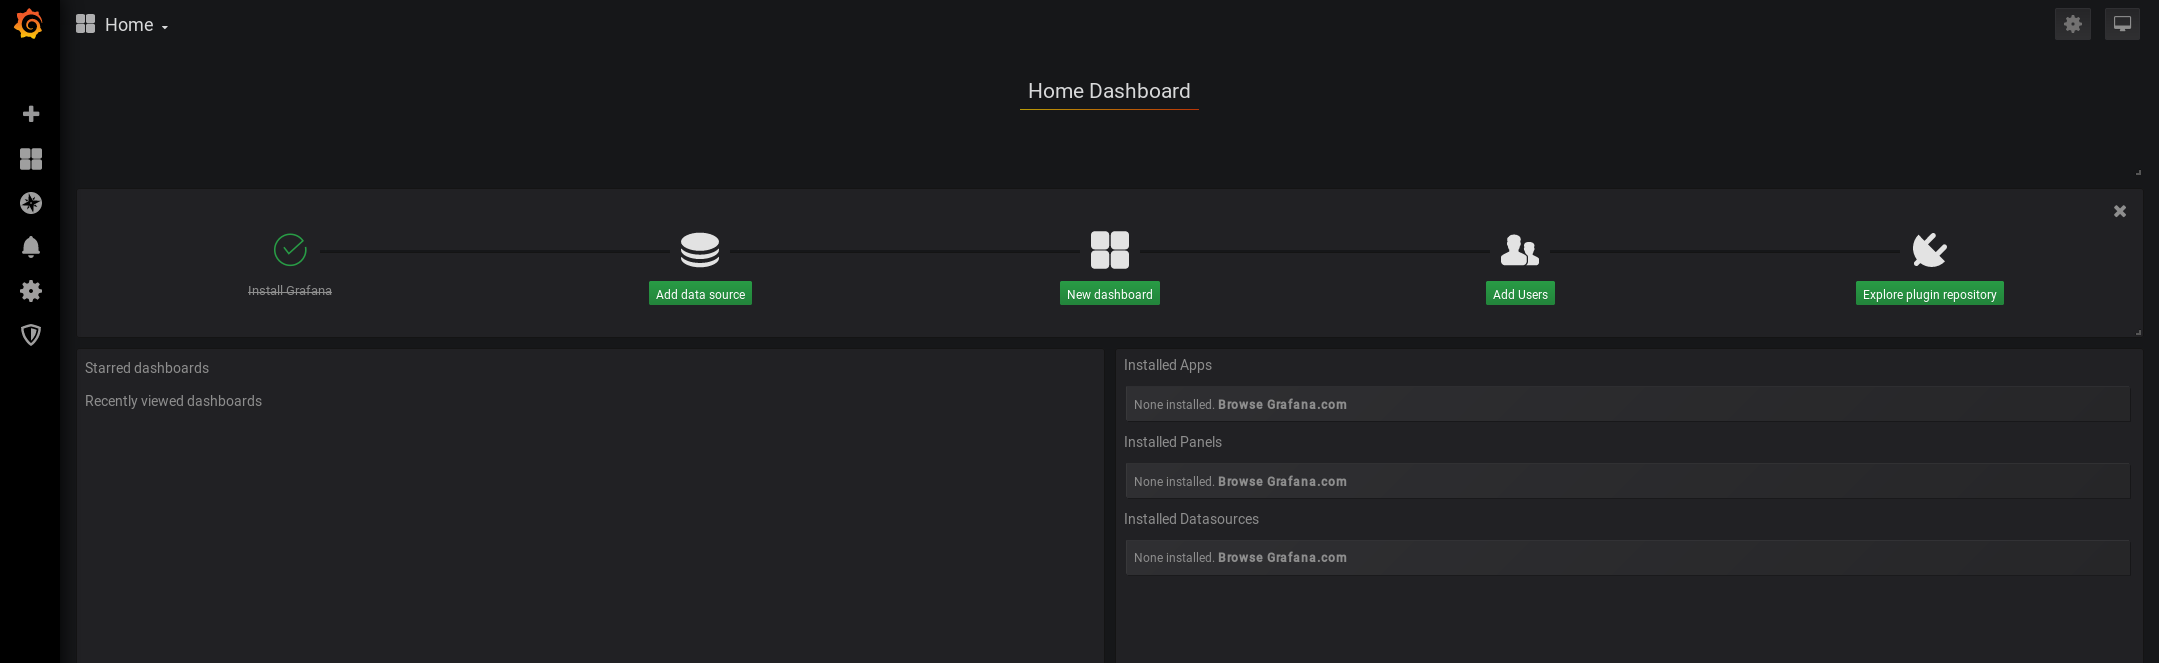 Home
Home Dashboard
Install Grafana
Add data source
New dashboard
Add Users
Explore plugin repository
Starred dashboards
Recently viewed dashboards
Installed Apps
None installed. Browse Grafana.com
Installed Panels
None installed. Browse Grafana.com
Installed Datasources
None installed. Browse Grafana.com